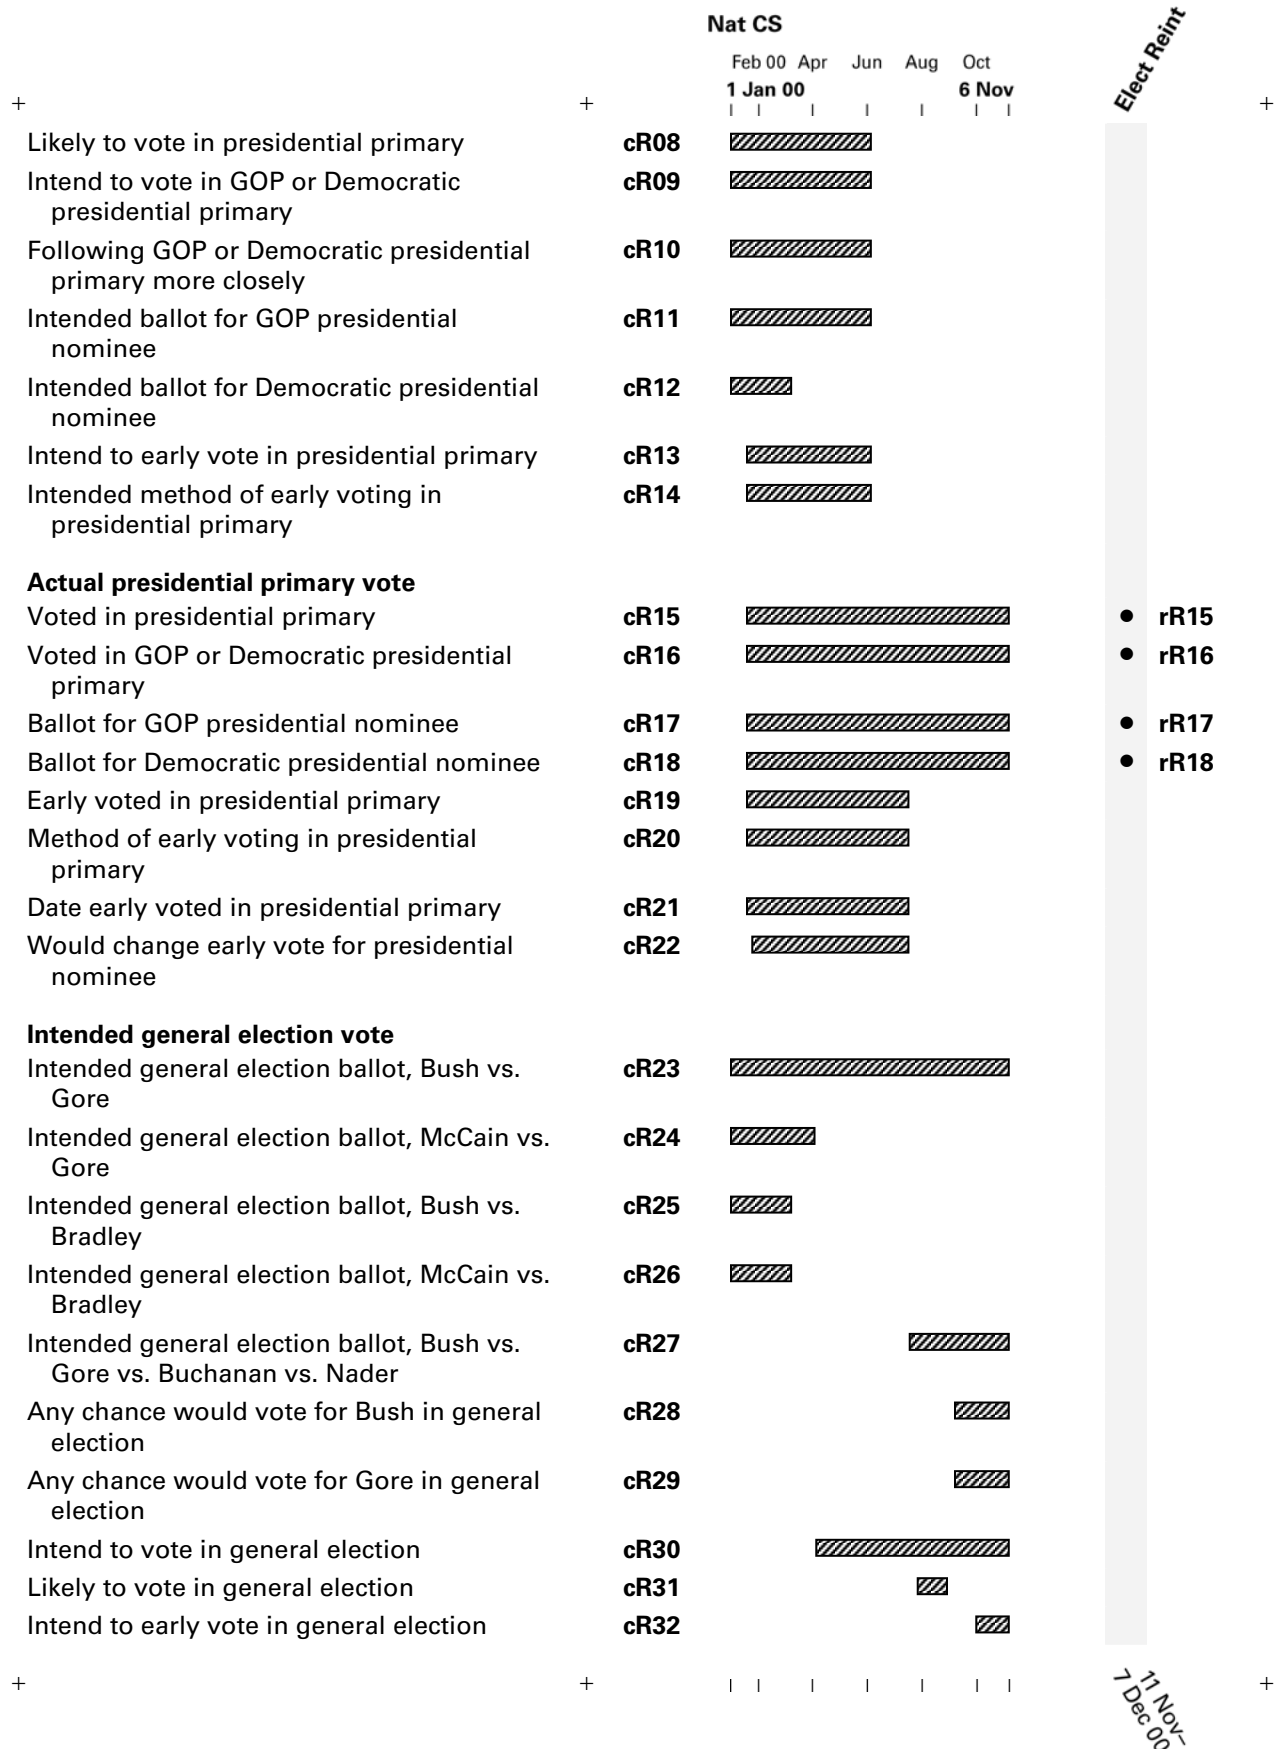 Nat CS
Elect Reint
Feb 00 Apr Jun Aug Oct
1 Jan 00 6 Nov
Likely to vote in presidential primary cR08
Intend to vote in GOP or Democratic cR09
presidential primary
Following GOP or Democratic presidential cR10
primary more closely
Intended ballot for GOP presidential cR11
nominee
Intended ballot for Democratic presidential cR12
nominee
Intend to early vote in presidential primary cR13
Intended method of early voting in cR14
presidential primary
Actual presidential primary vote
Voted in presidential primary cR15 • rR15
Voted in GOP or Democratic presidential cR16 • rR16
primary
Ballot for GOP presidential nominee cR17 • rR17
Ballot for Democratic presidential nominee cR18 • rR18
Early voted in presidential primary cR19
Method of early voting in presidential cR20
primary
Date early voted in presidential primary cR21
Would change early vote for presidential cR22
nominee
Intended general election vote
Intended general election ballot, Bush vs. cR23
Gore
Intended general election ballot, McCain vs. cR24
Gore
Intended general election ballot, Bush vs. cR25
Bradley
Intended general election ballot, McCain vs. cR26
Bradley
Intended general election ballot, Bush vs. cR27
Gore vs. Buchanan vs. Nader
Any chance would vote for Bush in general cR28
election
Any chance would vote for Gore in general cR29
election
Intend to vote in general election cR30
Likely to vote in general election cR31
Intend to early vote in general election cR32
11 Nov–
7 Dec 00